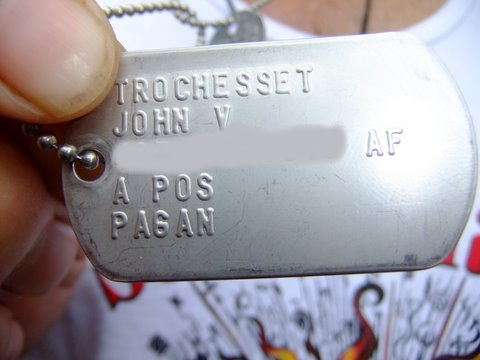 TROCHESSET
JOHN V
AF
A POS
PAGAN